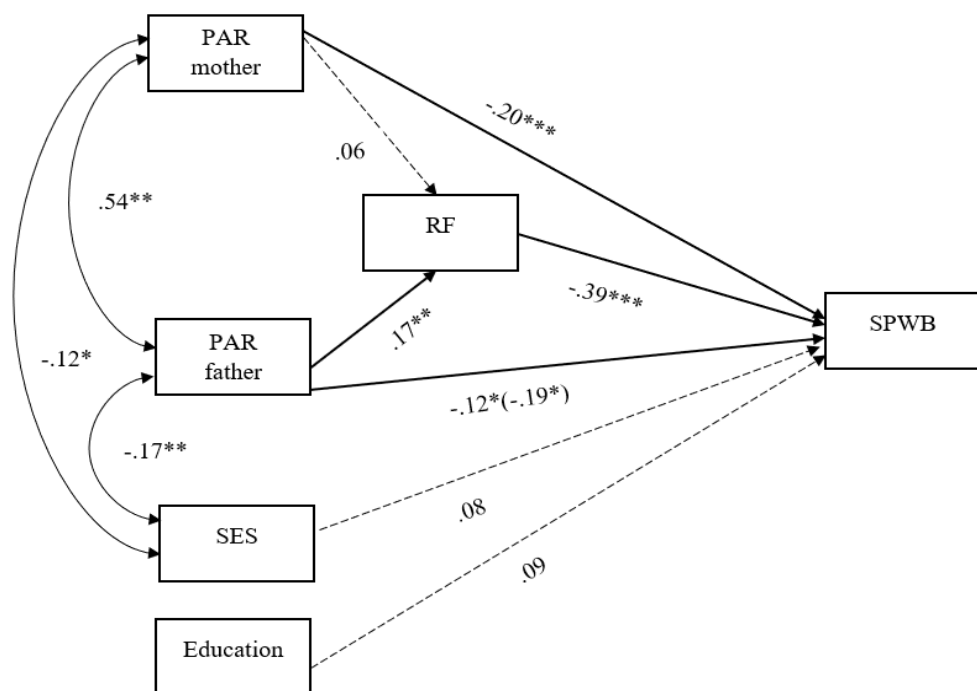 PAR
mother
-.20***
.06
.54**
RF
-.39***
SPWB
.17**
PAR
father
-.12*
-.12*(-.19*)
-.17**
SES
.08
.09
Education